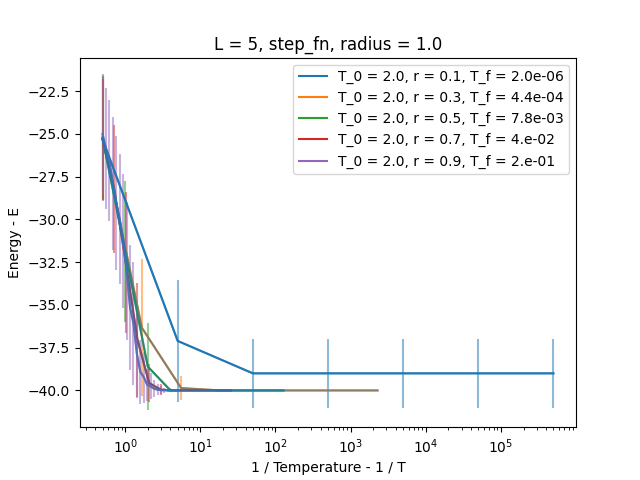 L = 5, step_fn, radius = 1.0
T_0 = 2.0, r = 0.1, T_f = 2.0e-06
T_0 = 2.0, r = 0.3, T_f = 4.4e-04
T_0 = 2.0, r = 0.5, T_f = 7.8e-03
T_0 = 2.0, r = 0.7, T_f = 4.e-02
T_0 = 2.0, r = 0.9, T_f = 2.e-01
Energy - E
−22.5
−25.0
−27.5
−30.0
−32.5
−35.0
−37.5
−40.0
10⁰ 10¹ 10² 10³ 10⁴ 10⁵
1 / Temperature - 1 / T